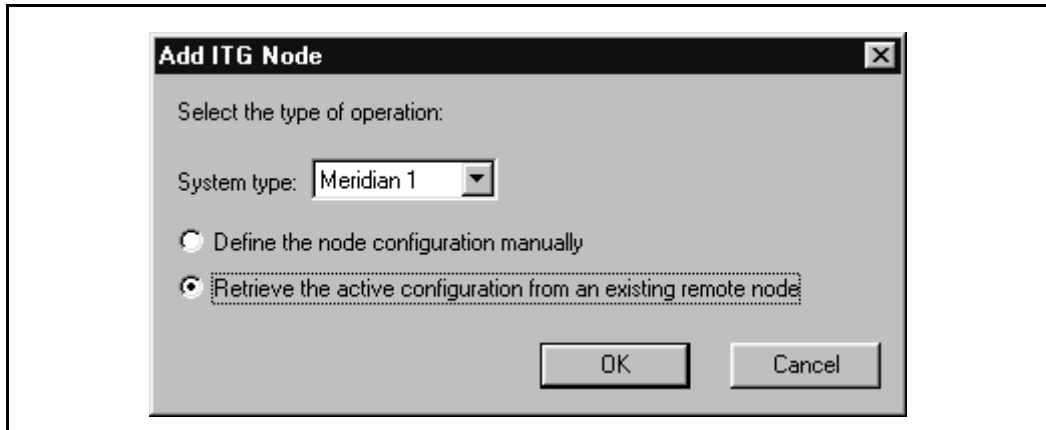 Add ITG Node
Select the type of operation:
System type: Meridian 1
Define the node configuration manually
Retrieve the active configuration from an existing remote node
OK Cancel